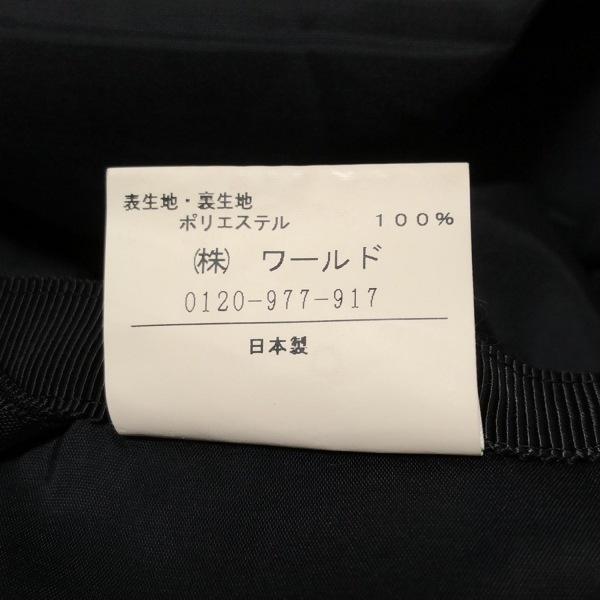 表生地・裏生地
ポリエステル 100%
㈱ ワールド
0120-977-917
日本製